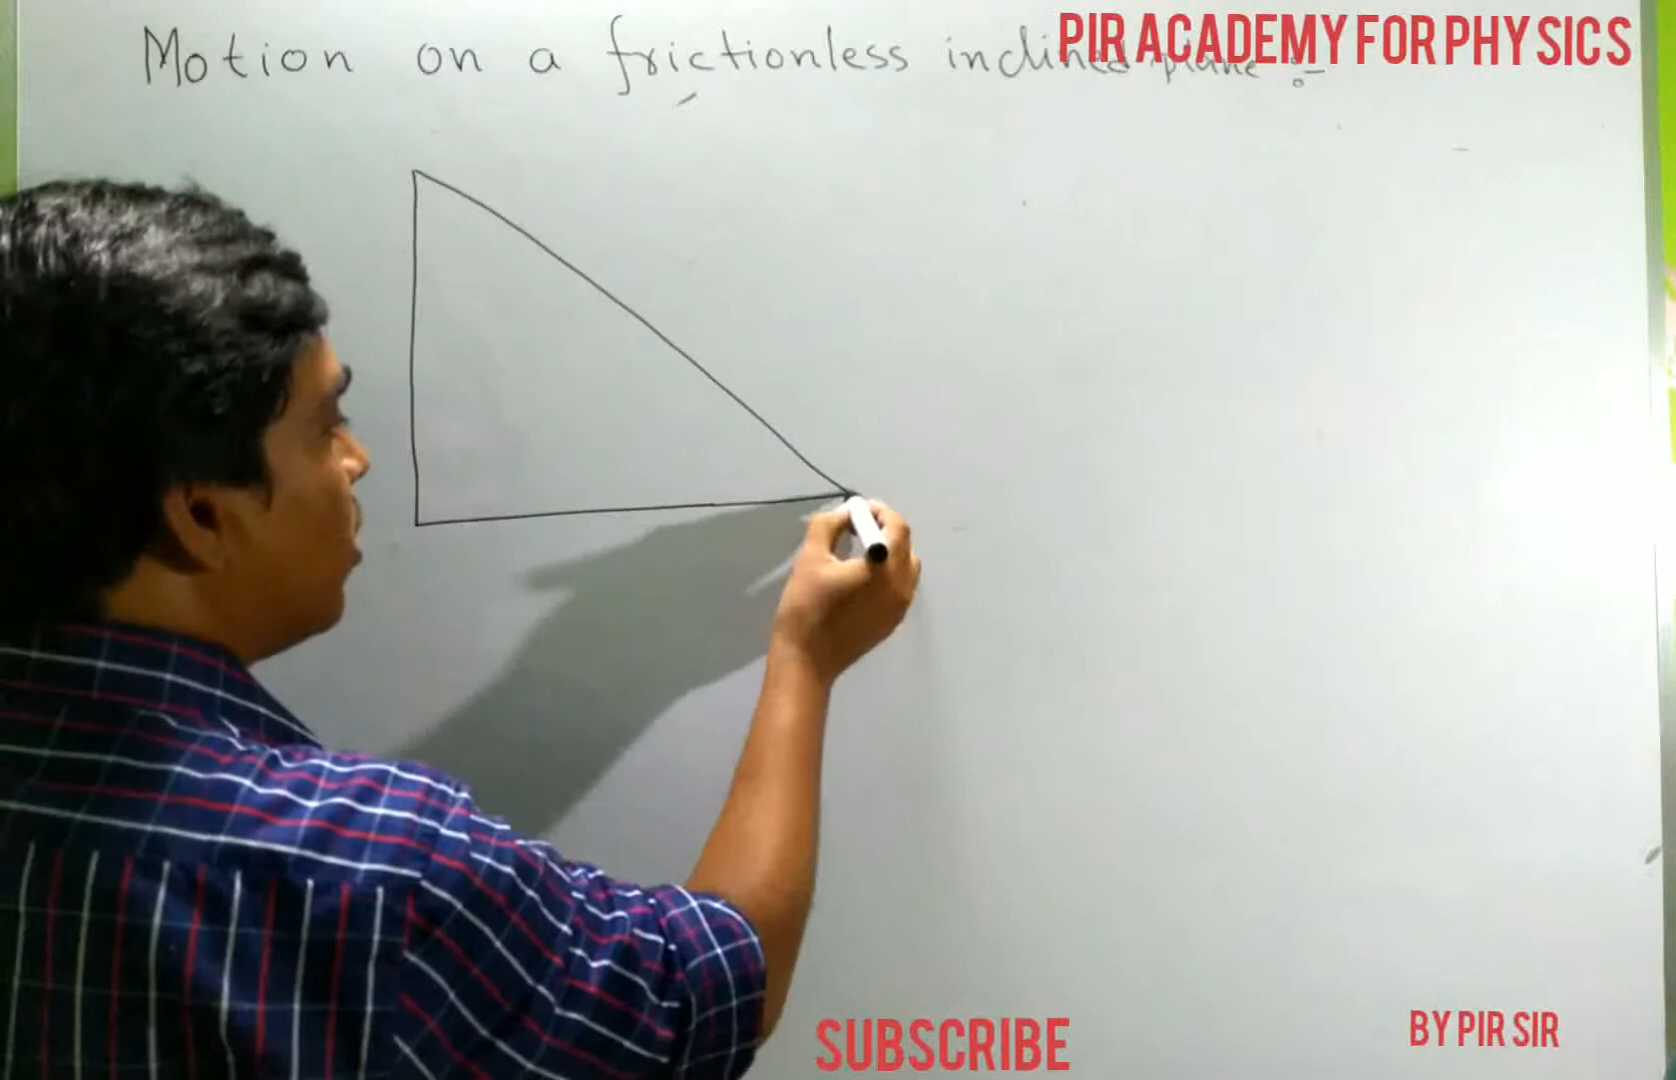 Motion on a frictionless inclined plane :-
PIR ACADEMY FOR PHYSICS
SUBSCRIBE
BY PIR SIR